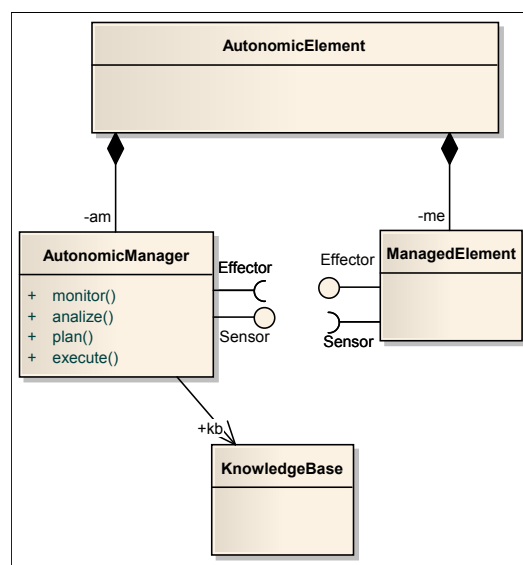 AutonomicElement
-am
-me
AutonomicManager
+ monitor()
+ analize()
+ plan()
+ execute()
Effector
Sensor
Effector
Sensor
ManagedElement
+kb
KnowledgeBase